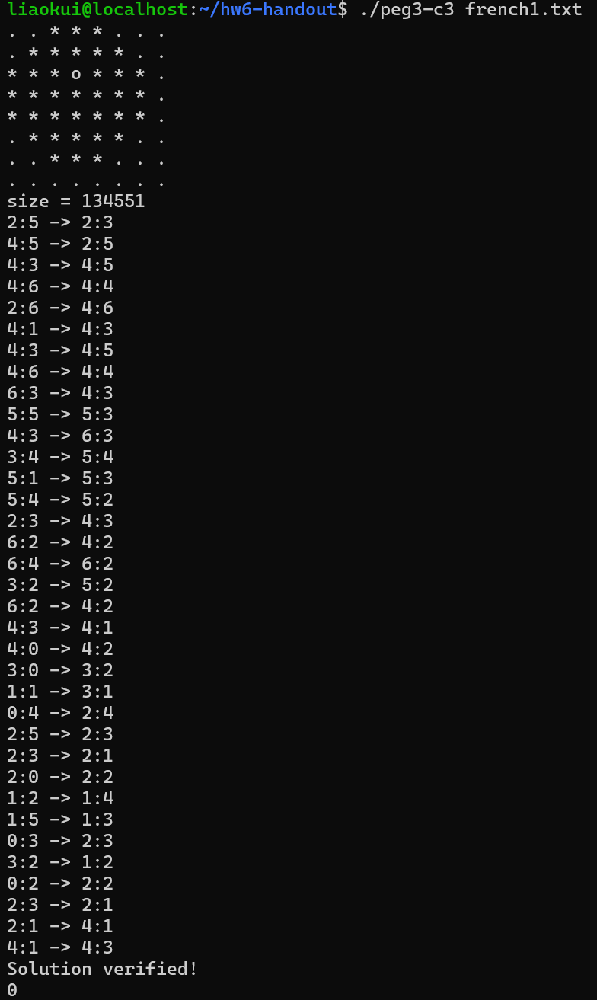 liaokui@localhost:~/hw6-handout$ ./peg3-c3 french1.txt
. . * * * . . .
. * * * * * . .
* * * o * * * .
* * * * * * * .
* * * * * * * .
. * * * * * . .
. . * * * . . .
. . . . . . . .
size = 134551
2:5 -> 2:3
4:5 -> 2:5
4:3 -> 4:5
4:6 -> 4:4
2:6 -> 4:6
4:1 -> 4:3
4:3 -> 4:5
4:6 -> 4:4
6:3 -> 4:3
5:5 -> 5:3
4:3 -> 6:3
3:4 -> 5:4
5:1 -> 5:3
5:4 -> 5:2
2:3 -> 4:3
6:2 -> 4:2
6:4 -> 6:2
3:2 -> 5:2
6:2 -> 4:2
4:3 -> 4:1
4:0 -> 4:2
3:0 -> 3:2
1:1 -> 3:1
0:4 -> 2:4
2:5 -> 2:3
2:3 -> 2:1
2:0 -> 2:2
1:2 -> 1:4
1:5 -> 1:3
0:3 -> 2:3
3:2 -> 1:2
0:2 -> 2:2
2:3 -> 2:1
2:1 -> 4:1
4:1 -> 4:3
Solution verified!
0